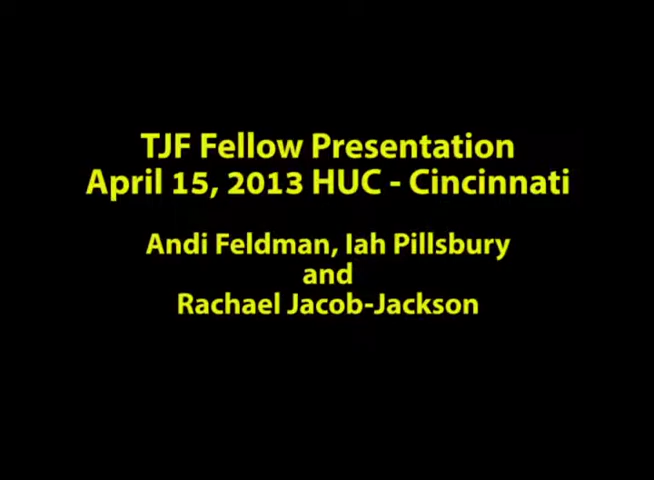 TJF Fellow Presentation
April 15, 2013 HUC - Cincinnati
Andi Feldman, Iah Pillsbury
and
Rachael Jacob-Jackson